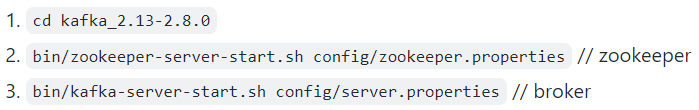 1. cd kafka_2.13-2.8.0
2. bin/zookeeper-server-start.sh config/zookeeper.properties // zookeeper
3. bin/kafka-server-start.sh config/server.properties // broker